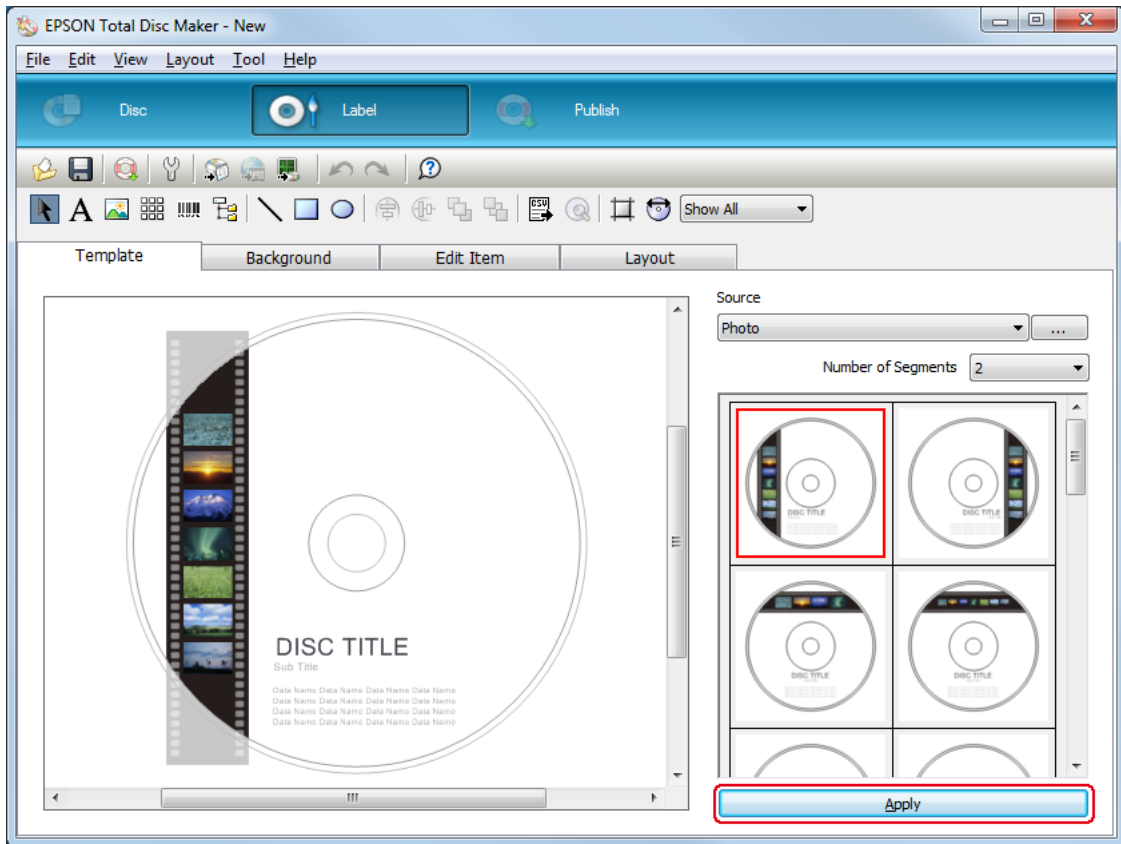 EPSON Total Disc Maker - New
File Edit View Layout Tool Help
Disc Label Publish
A CSV Show All
Template Background Edit Item Layout
Source
Photo ...
Number of Segments 2
DISC TITLE
Sub Title
Data Name Data Name Data Name Data Name
Data Name Data Name Data Name Data Name
Data Name Data Name Data Name Data Name
Data Name Data Name Data Name Data Name
DISC TITLE DISC TITLE
DISC TITLE DISC TITLE
Apply